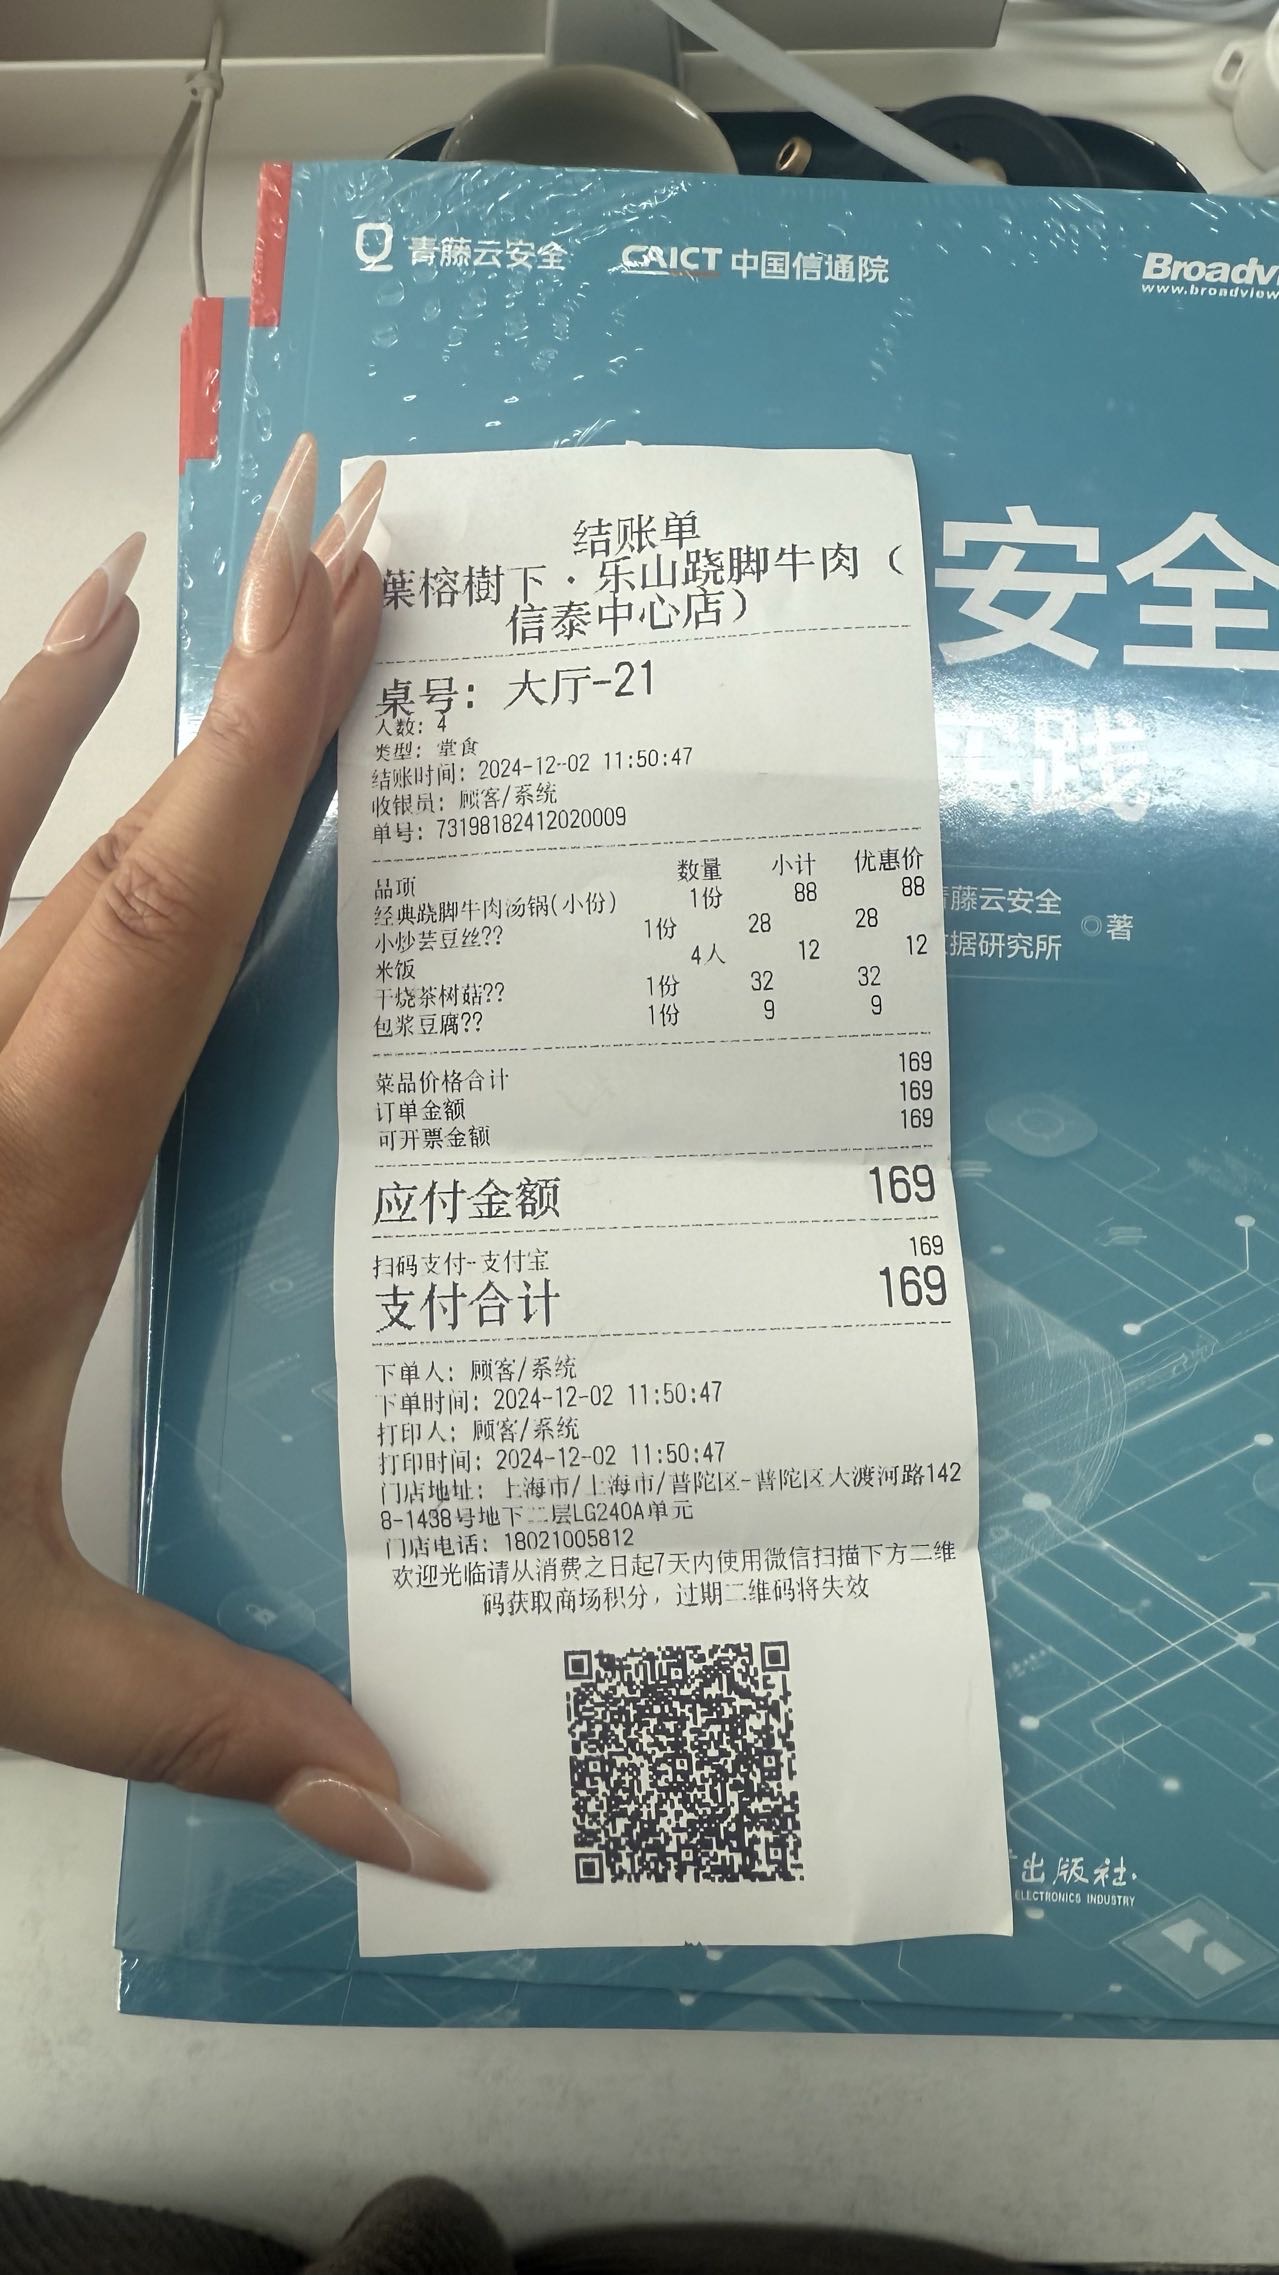 青藤云安全 CAICT 中国信通院 Broadv
www.broadview
安全
践
藤云安全
据研究所 ◎著
结账单
葉榕樹下·乐山跷脚牛肉（
信泰中心店）
桌号: 大厅-21
人数: 4
类型: 堂食
结账时间: 2024-12-02 11:50:47
收银员: 顾客/系统
单号: 73198182412020009
品项 数量 小计 优惠价
经典跷脚牛肉汤锅(小份) 1份 88 88
小炒芸豆丝?? 1份 28 28
米饭 4人 12 12
干烧茶树菇?? 1份 32 32
包浆豆腐?? 1份 9 9
菜品价格合计 169
订单金额 169
可开票金额 169
应付金额 169
扫码支付-支付宝 169
支付合计 169
下单人: 顾客/系统
下单时间: 2024-12-02 11:50:47
打印人: 顾客/系统
打印时间: 2024-12-02 11:50:47
门店地址: 上海市/上海市/普陀区-普陀区大渡河路142
8-1438号地下二层LG240A单元
门店电话: 18021005812
欢迎光临请从消费之日起7天内使用微信扫描下方二维
码获取商场积分，过期二维码将失效
出版社
ELECTRONICS INDUSTRY